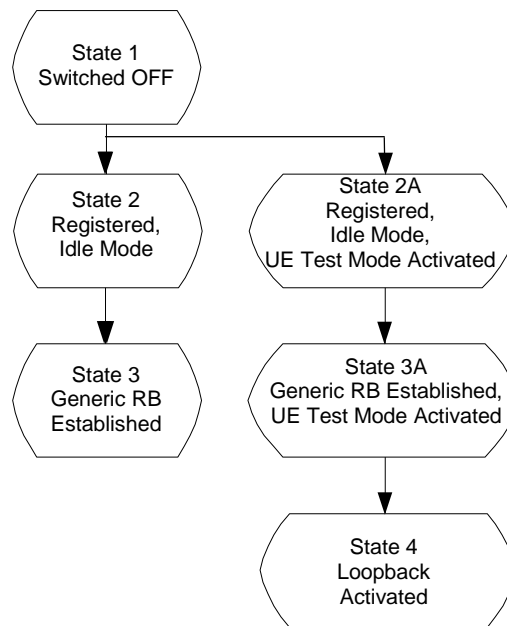 State 1
Switched OFF
State 2
Registered,
Idle Mode
State 2A
Registered,
Idle Mode,
UE Test Mode Activated
State 3
Generic RB
Established
State 3A
Generic RB Established,
UE Test Mode Activated
State 4
Loopback
Activated